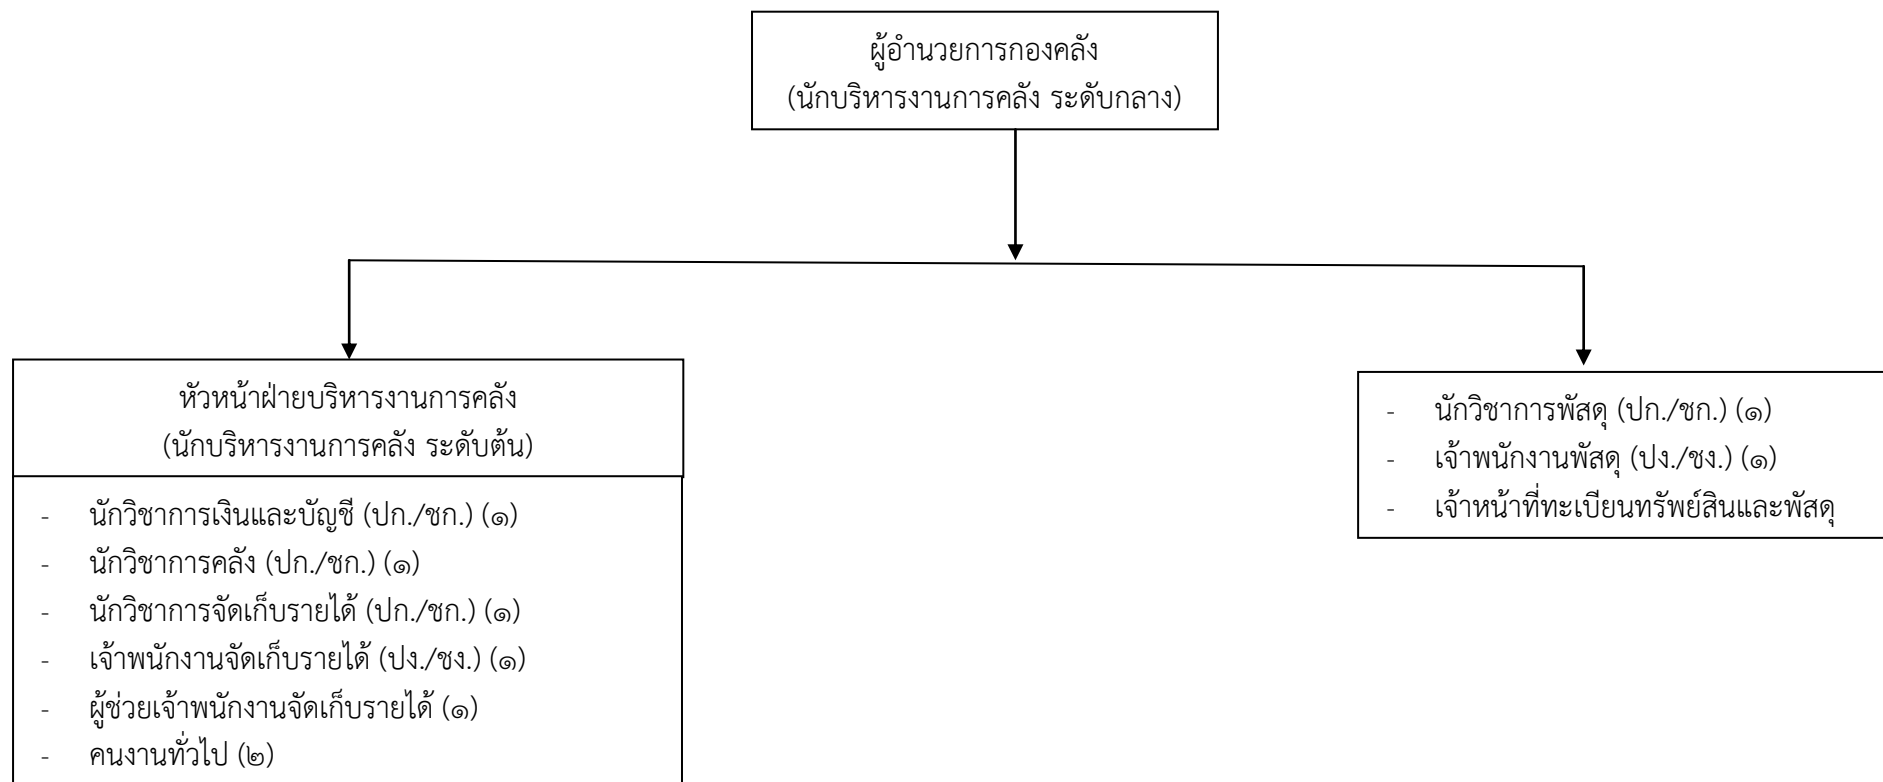 ผู้อำนวยการกองคลัง
(นักบริหารงานการคลัง ระดับกลาง)
หัวหน้าฝ่ายบริหารงานการคลัง
(นักบริหารงานการคลัง ระดับต้น)
- นักวิชาการเงินและบัญชี (ปก./ชก.) (๑)
- นักวิชาการคลัง (ปก./ชก.) (๑)
- นักวิชาการจัดเก็บรายได้ (ปก./ชก.) (๑)
- เจ้าพนักงานจัดเก็บรายได้ (ปง./ชง.) (๑)
- ผู้ช่วยเจ้าพนักงานจัดเก็บรายได้ (๑)
- คนงานทั่วไป (๒)
- นักวิชาการพัสดุ (ปก./ชก.) (๑)
- เจ้าพนักงานพัสดุ (ปง./ชง.) (๑)
- เจ้าหน้าที่ทะเบียนทรัพย์สินและพัสดุ